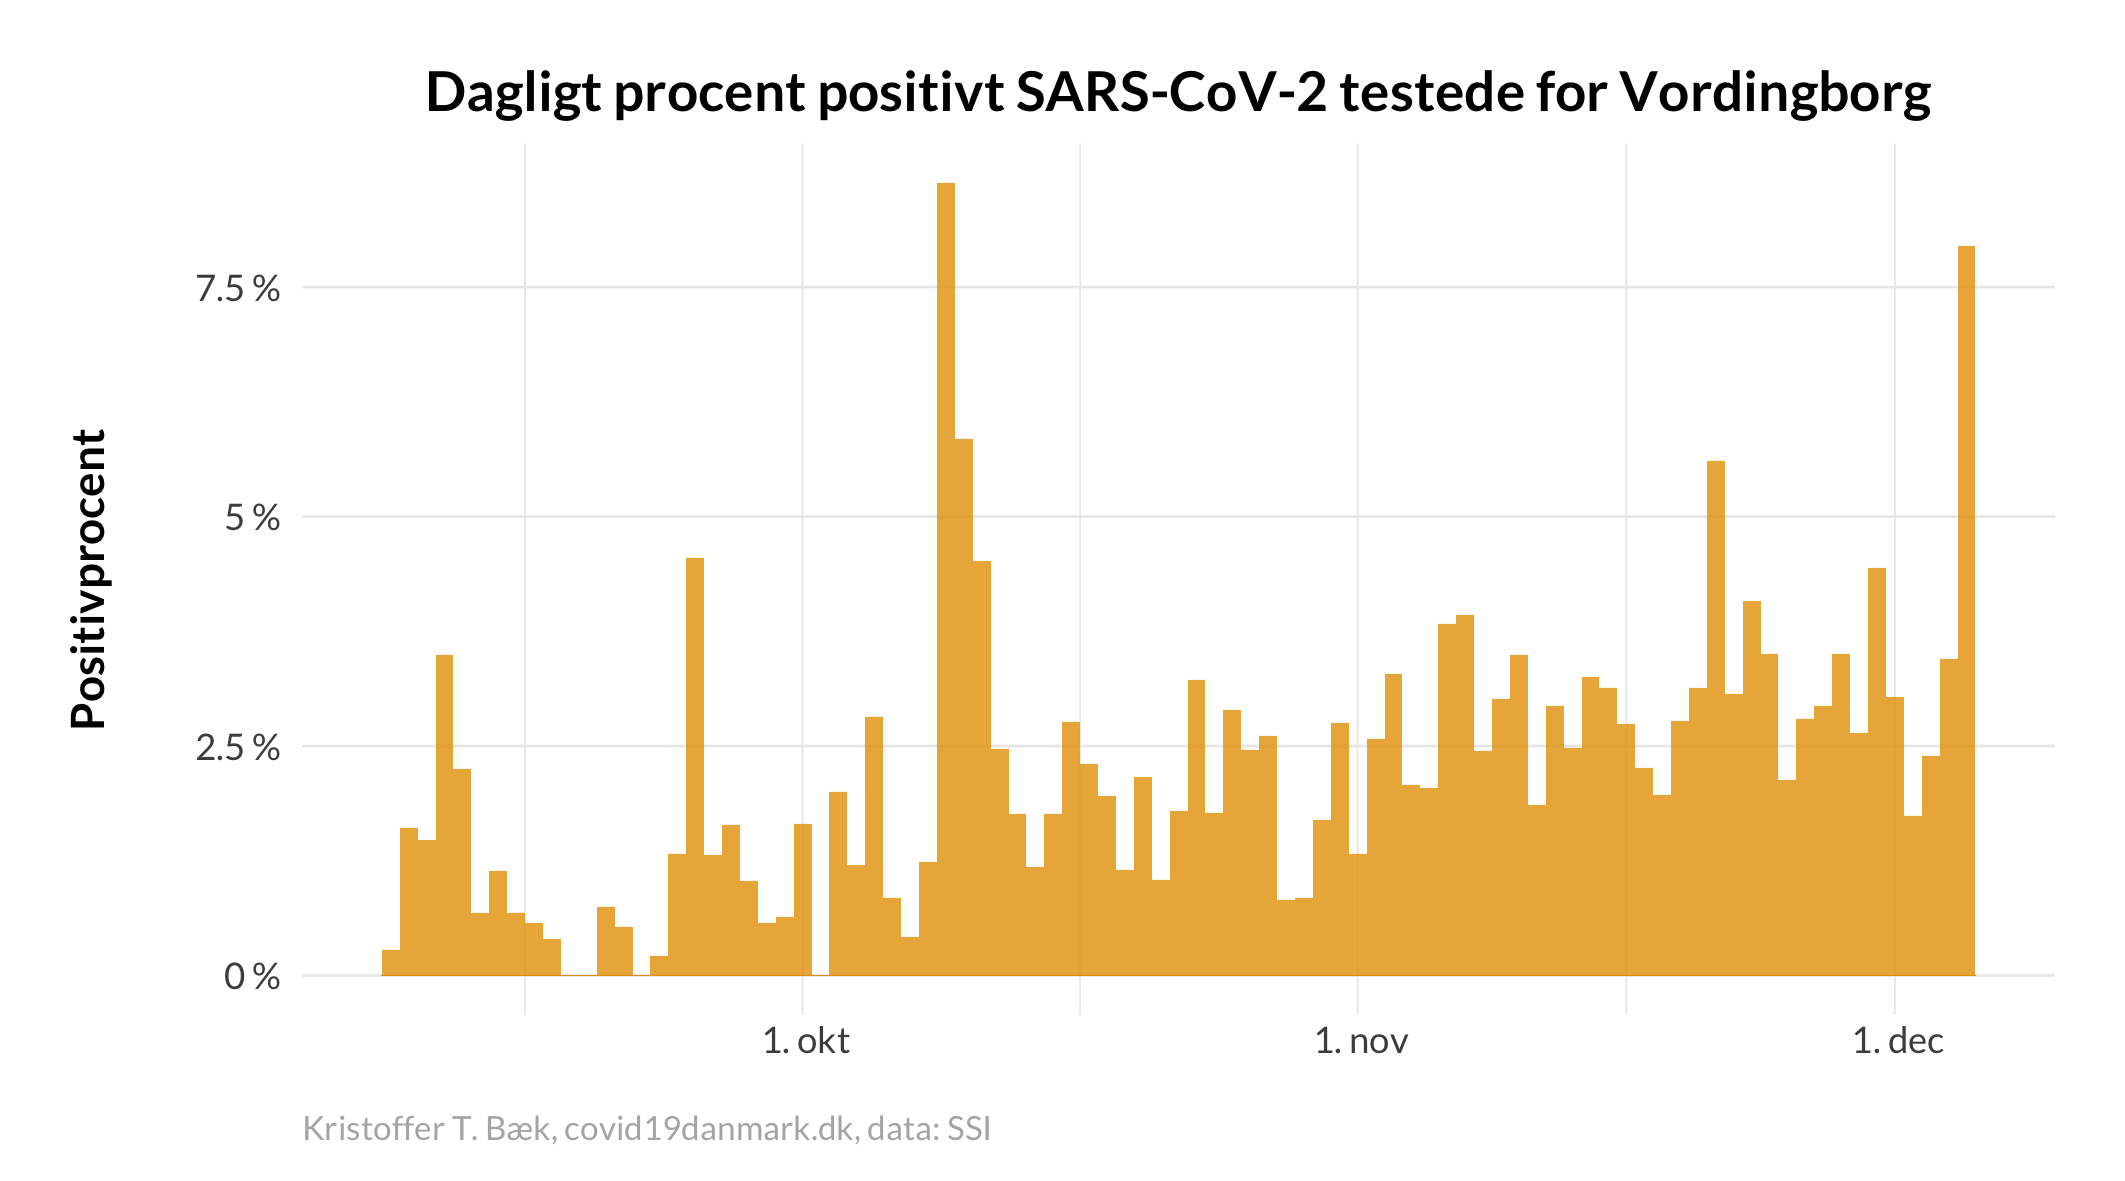 Dagligt procent positivt SARS-CoV-2 testede for Vordingborg
Positivprocent
7.5 %
5 %
2.5 %
0 %
1. okt
1. nov
1. dec
Kristoffer T. Bæk, covid19danmark.dk, data: SSI